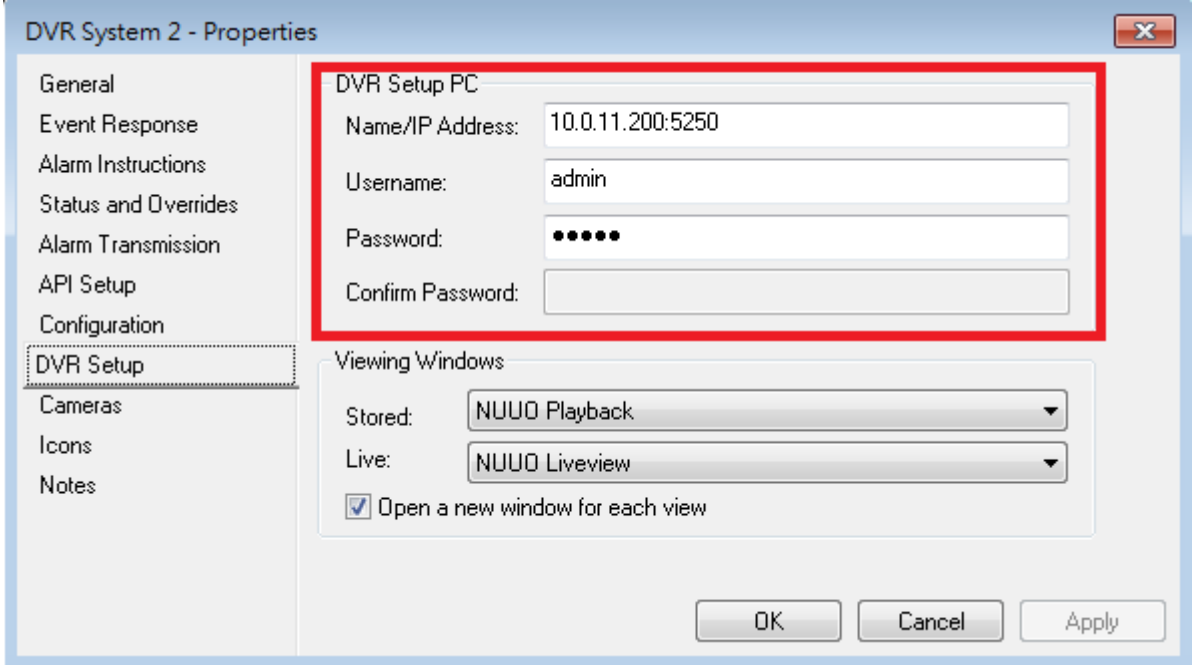 DVR System 2 - Properties
General
Event Response
Alarm Instructions
Status and Overrides
Alarm Transmission
API Setup
Configuration
DVR Setup
Cameras
Icons
Notes
DVR Setup PC
Name/IP Address: 10.0.11.200:5250
Username: admin
Password: •••••
Confirm Password:
Viewing Windows
Stored: NUUO Playback
Live: NUUO Liveview
Open a new window for each view
OK Cancel Apply